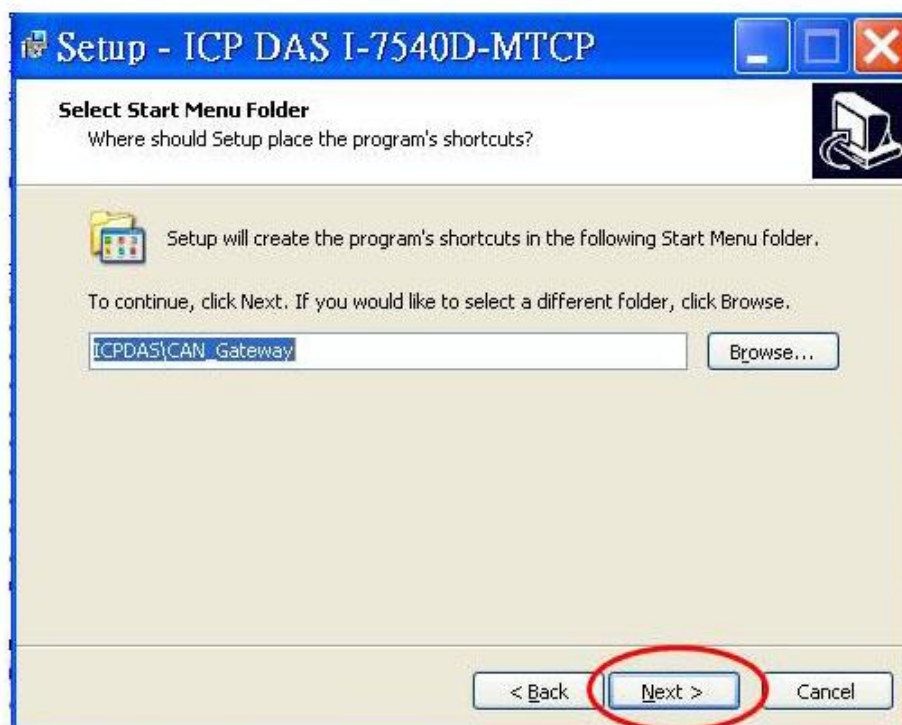 Setup - ICP DAS I-7540D-MTCP
Select Start Menu Folder
Where should Setup place the program's shortcuts?
Setup will create the program's shortcuts in the following Start Menu folder.
To continue, click Next. If you would like to select a different folder, click Browse.
ICPDAS\CAN_Gateway
Browse...
< Back
Next >
Cancel